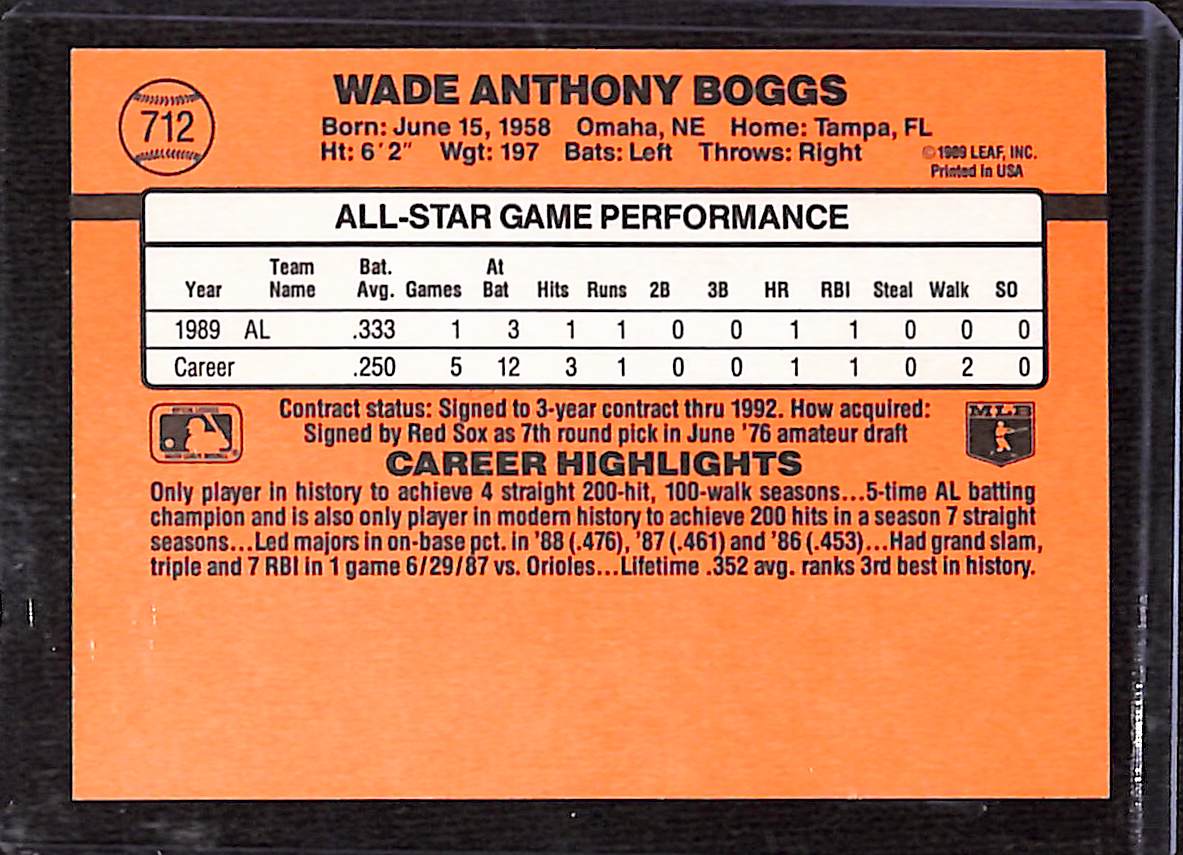 712
WADE ANTHONY BOGGS
Born: June 15, 1958 Omaha, NE Home: Tampa, FL
Ht: 6'2" Wgt: 197 Bats: Left Throws: Right
© 1989 LEAF, INC.
Printed in USA
ALL-STAR GAME PERFORMANCE
Year Team Name Bat. Avg. Games At Bat Hits Runs 2B 3B HR RBI Steal Walk SO
1989 AL .333 1 3 1 1 0 0 1 1 0 0 0
Career .250 5 12 3 1 0 0 1 1 0 2 0
Contract status: Signed to 3-year contract thru 1992. How acquired:
Signed by Red Sox as 7th round pick in June '76 amateur draft
MLB
CAREER HIGHLIGHTS
Only player in history to achieve 4 straight 200-hit, 100-walk seasons...5-time AL batting
champion and is also only player in modern history to achieve 200 hits in a season 7 straight
seasons...Led majors in on-base pct. in '88 (.476), '87 (.461) and '86 (.453)...Had grand slam,
triple and 7 RBI in 1 game 6/29/87 vs. Orioles...Lifetime .352 avg. ranks 3rd best in history.